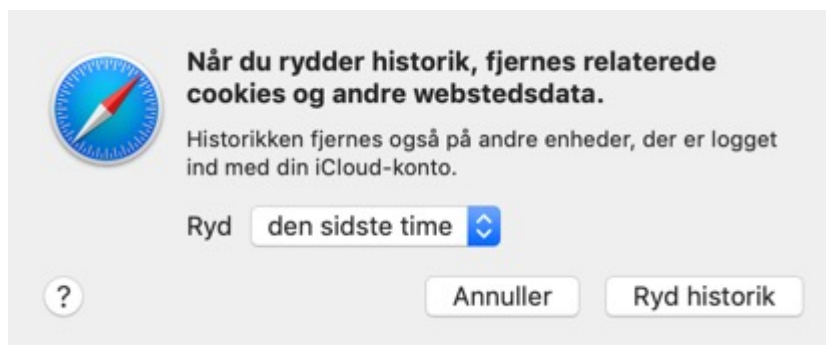 Når du rydder historik, fjernes relaterede
cookies og andre webstedsdata.
Historikken fjernes også på andre enheder, der er logget
ind med din iCloud-konto.
Ryd den sidste time
? Annuller Ryd historik